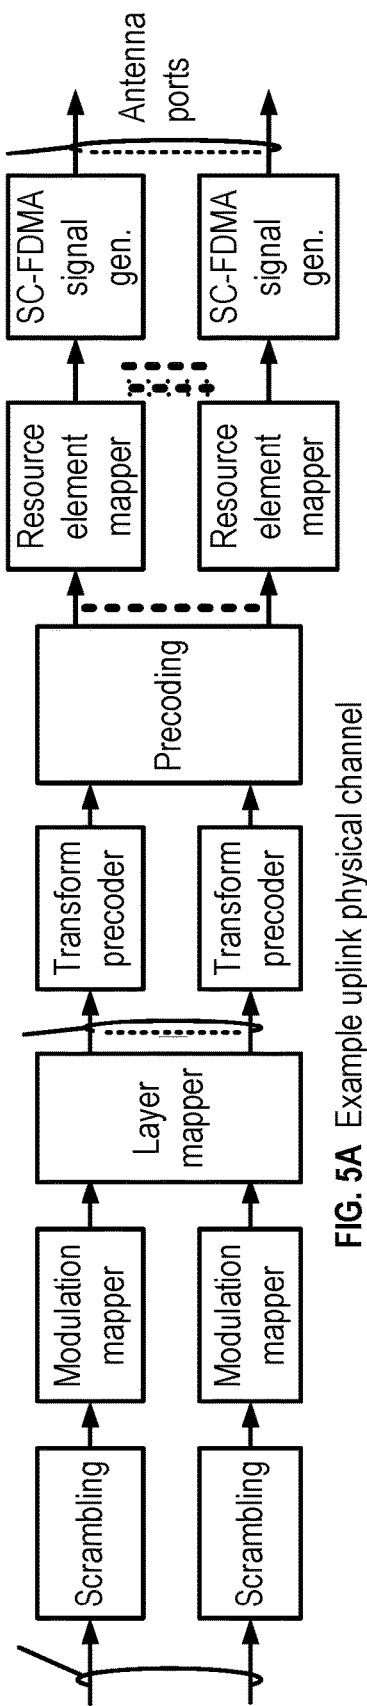 Scrambling
Scrambling
Modulation
mapper
Modulation
mapper
Layer
mapper
Transform
precoder
Transform
precoder
Precoding
Resource
element
mapper
Resource
element
mapper
SC-FDMA
signal
gen.
SC-FDMA
signal
gen.
Antenna
ports
FIG. 5A Example uplink physical channel